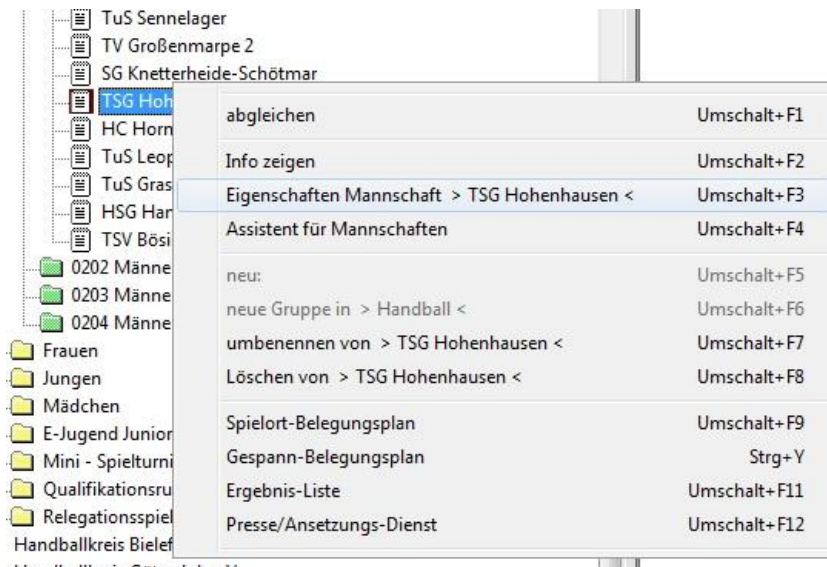 TuS Sennelager
TV Großenmarpe 2
SG Knetterheide-Schötmar
TSG Hoh
HC Horn
TuS Leop
TuS Gras
HSG Han
TSV Bösi
0202 Männe
0203 Männe
0204 Männe
Frauen
Jungen
Mädchen
E-Jugend Junior
Mini - Spielturni
Qualifikationsru
Relegationsspiel
Handballkreis Bielef
abgleichen Umschalt+F1
Info zeigen Umschalt+F2
Eigenschaften Mannschaft > TSG Hohenhausen < Umschalt+F3
Assistent für Mannschaften Umschalt+F4
neu: Umschalt+F5
neue Gruppe in > Handball < Umschalt+F6
umbenennen von > TSG Hohenhausen < Umschalt+F7
Löschen von > TSG Hohenhausen < Umschalt+F8
Spielort-Belegungsplan Umschalt+F9
Gespann-Belegungsplan Strg+Y
Ergebnis-Liste Umschalt+F11
Presse/Ansetzungs-Dienst Umschalt+F12